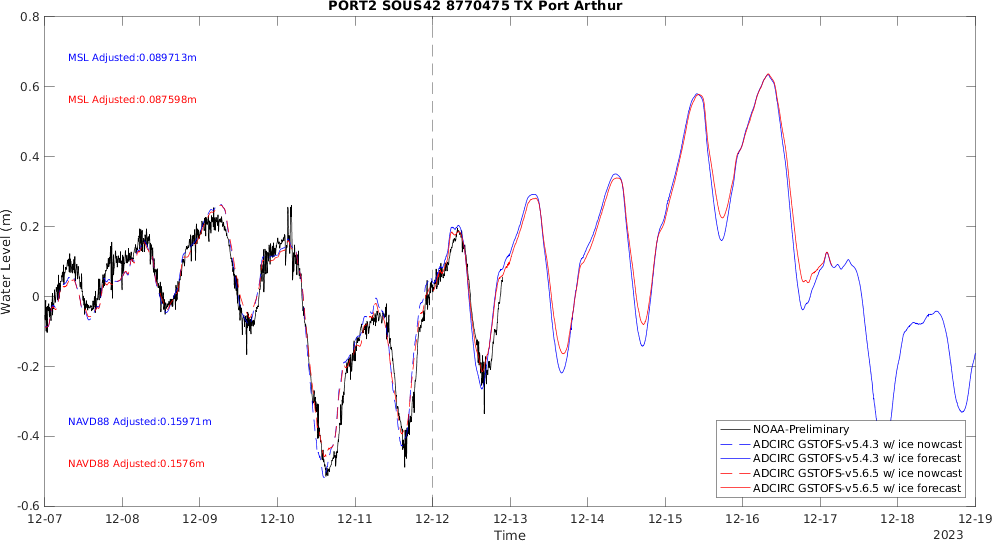 PORT2 SOUS42 8770475 TX Port Arthur
0.8
0.6
0.4
0.2
0
-0.2
-0.4
-0.6
Water Level (m)
MSL Adjusted:0.089713m
MSL Adjusted:0.087598m
NAVD88 Adjusted:0.15971m
NAVD88 Adjusted:0.1576m
NOAA-Preliminary
ADCIRC GSTOFS-v5.4.3 w/ ice nowcast
ADCIRC GSTOFS-v5.4.3 w/ ice forecast
ADCIRC GSTOFS-v5.6.5 w/ ice nowcast
ADCIRC GSTOFS-v5.6.5 w/ ice forecast
12-07 12-08 12-09 12-10 12-11 12-12 12-13 12-14 12-15 12-16 12-17 12-18 12-19
Time
2023